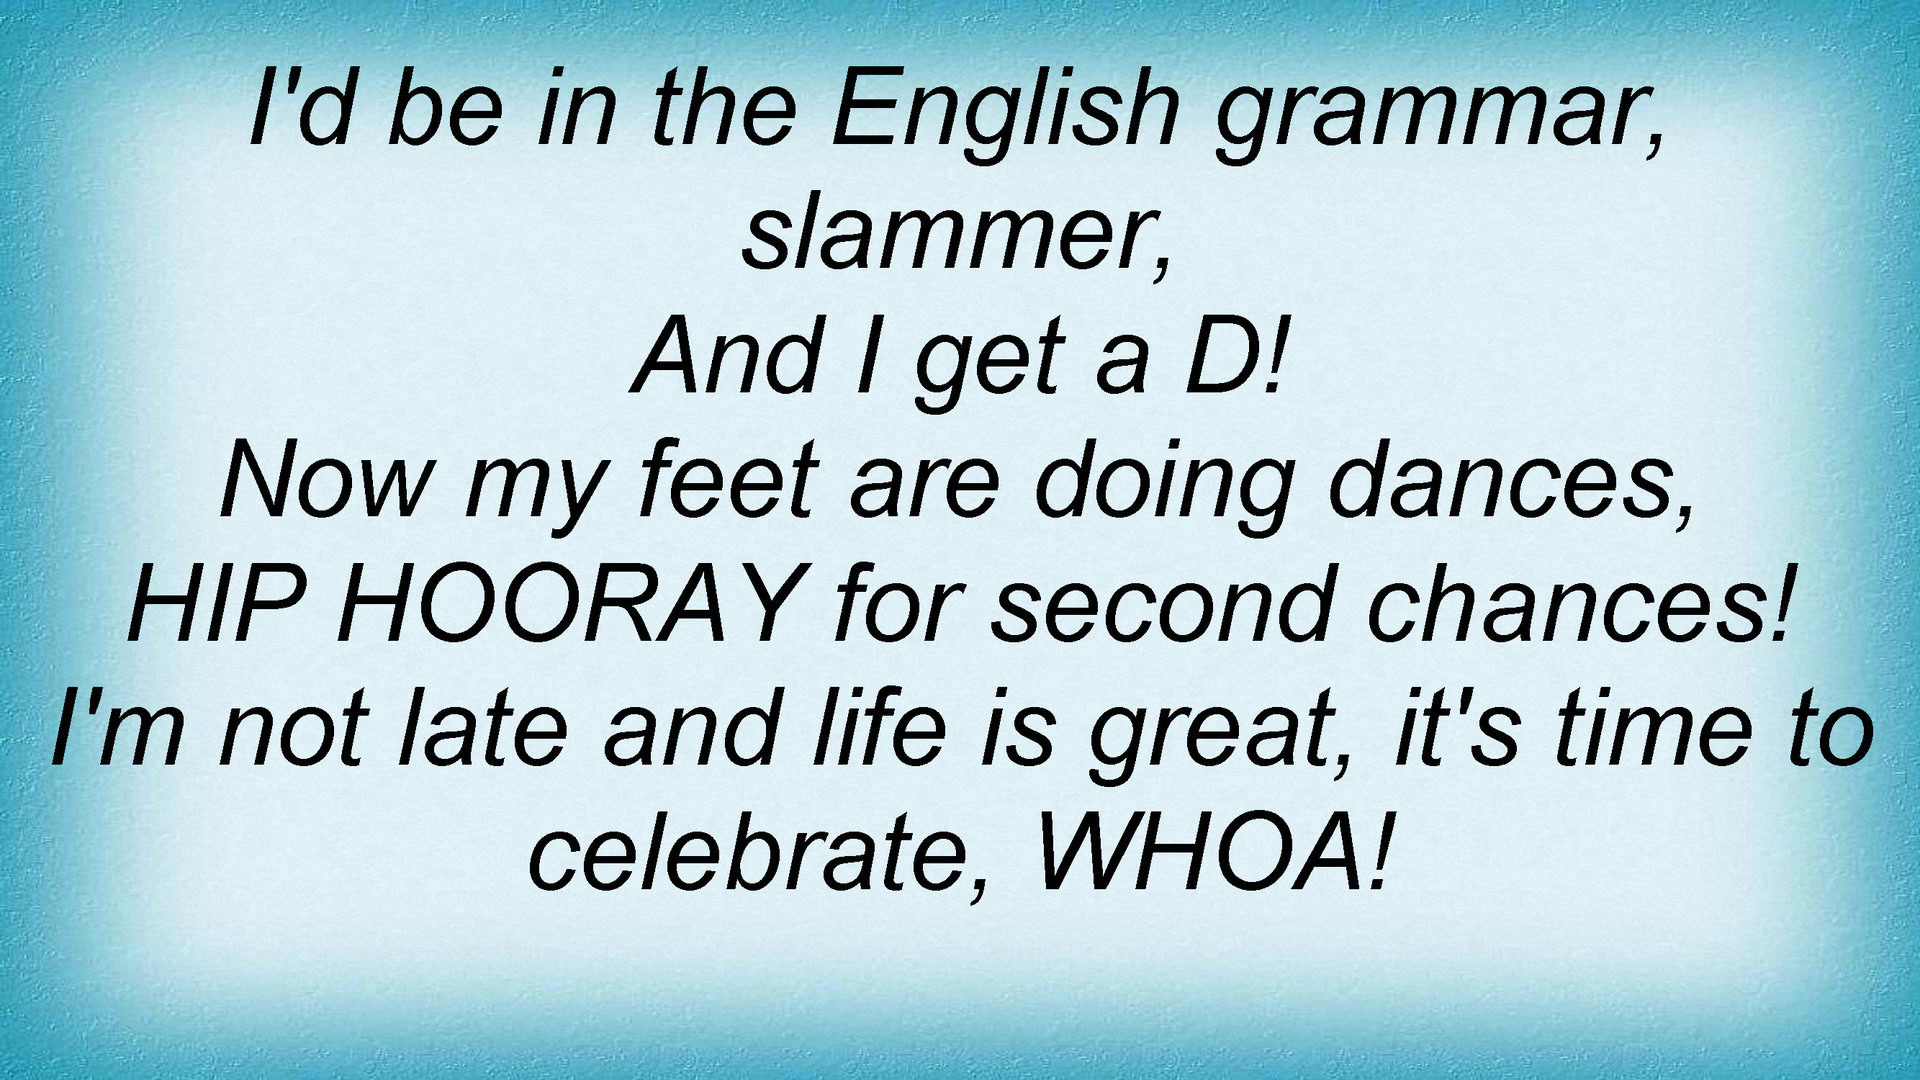 I'd be in the English grammar,
slammer,
And I get a D!
Now my feet are doing dances,
HIP HOORAY for second chances!
I'm not late and life is great, it's time to
celebrate, WHOA!